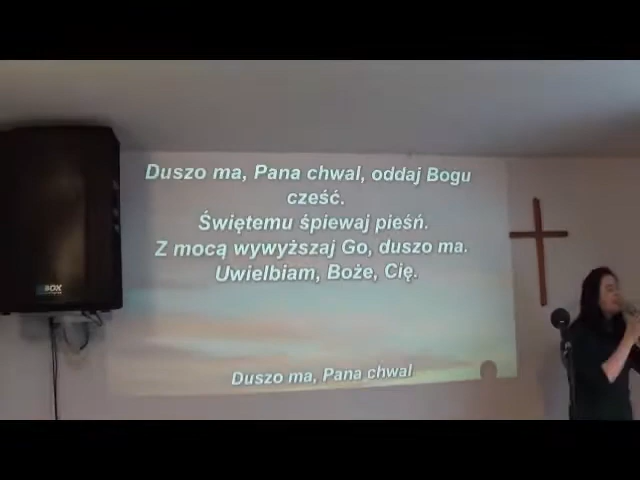 Duszo ma, Pana chwal, oddaj Bogu
cześć.
Świętemu śpiewaj pieśń.
Z mocą wywyższaj Go, duszo ma.
Uwielbiam, Boże, Cię.
Duszo ma, Pana chwal
BOX